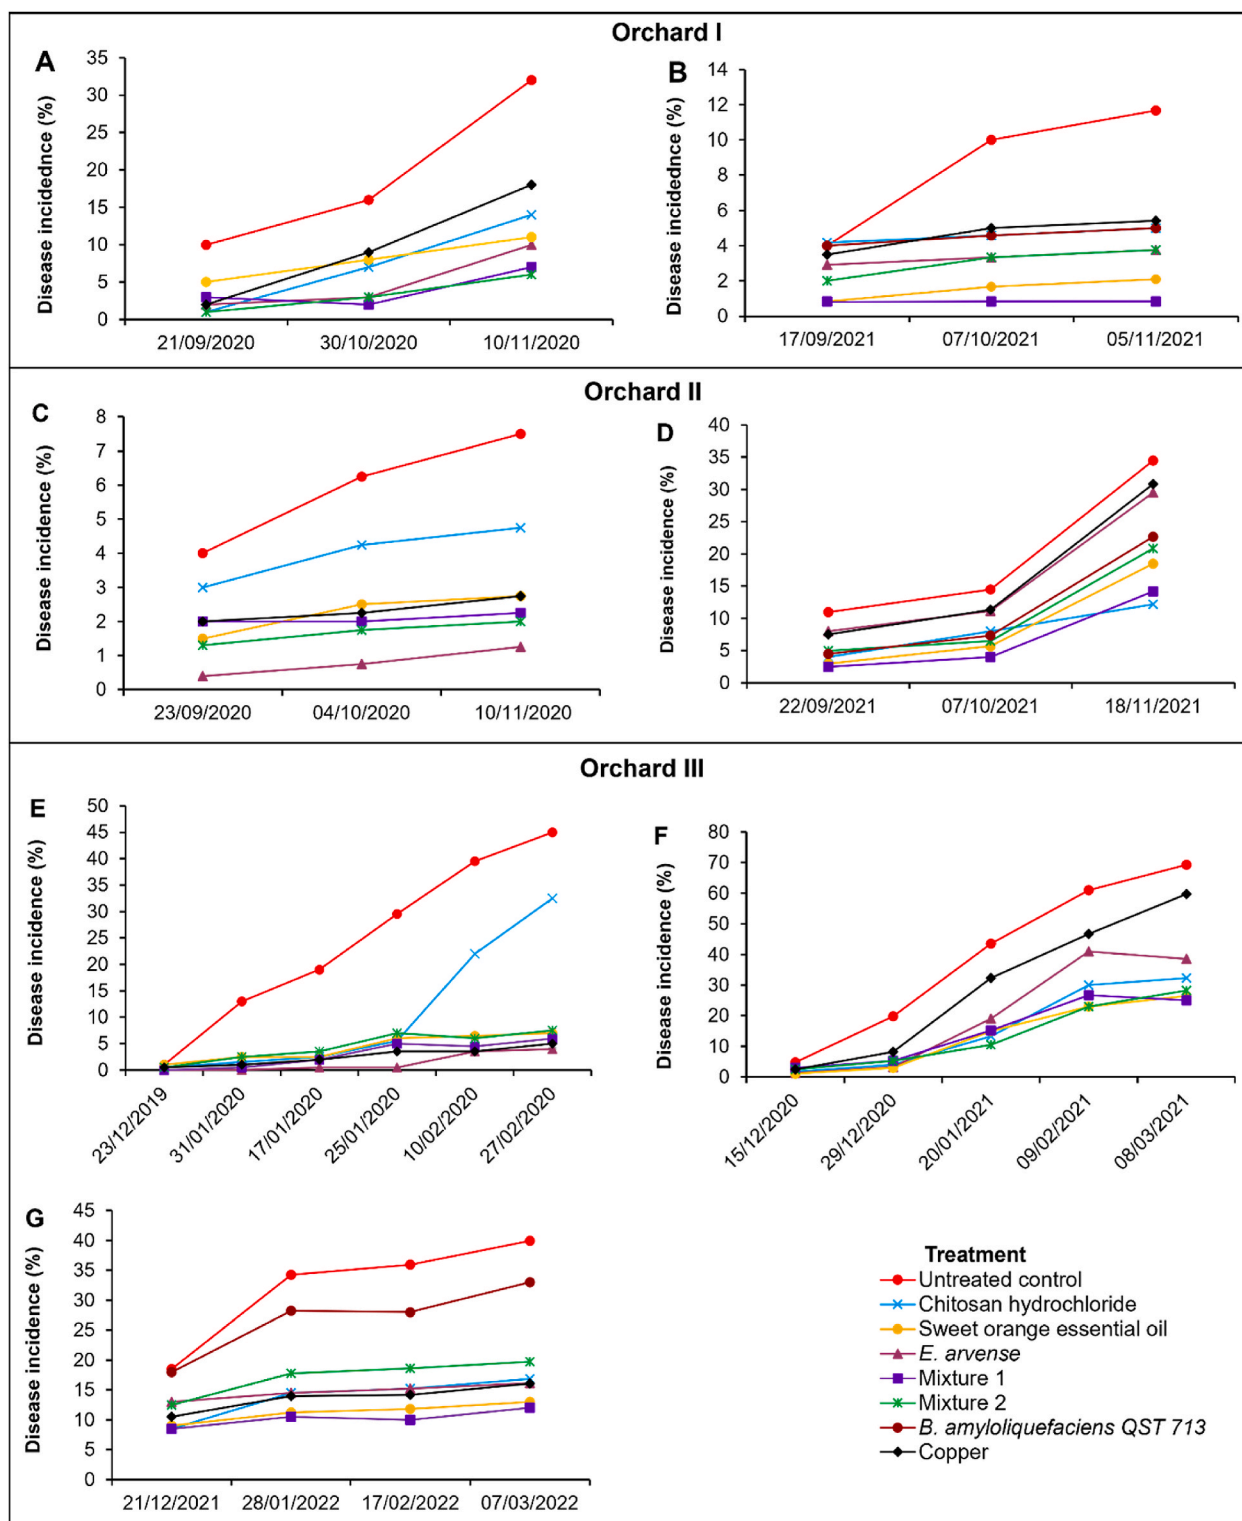 Orchard I
A
Disease incidednce (%)
35
30
25
20
15
10
5
0
21/09/2020 30/10/2020 10/11/2020
B
Disease incidednce (%)
14
12
10
8
6
4
2
0
17/09/2021 07/10/2021 05/11/2021
Orchard II
C
Disease incidence (%)
8
7
6
5
4
3
2
1
0
23/09/2020 04/10/2020 10/11/2020
D
Disease incidence (%)
40
35
30
25
20
15
10
5
0
22/09/2021 07/10/2021 18/11/2021
Orchard III
E
Disease incidence (%)
50
45
40
35
30
25
20
15
10
5
0
23/12/2019 31/01/2020 17/01/2020 25/01/2020 10/02/2020 27/02/2020
F
Disease incidence (%)
80
70
60
50
40
30
20
10
0
15/12/2020 29/12/2020 20/01/2021 09/02/2021 08/03/2021
G
Disease incidence (%)
45
40
35
30
25
20
15
10
5
0
21/12/2021 28/01/2022 17/02/2022 07/03/2022
Treatment
Untreated control
Chitosan hydrochloride
Sweet orange essential oil
E. arvense
Mixture 1
Mixture 2
B. amyloliquefaciens QST 713
Copper